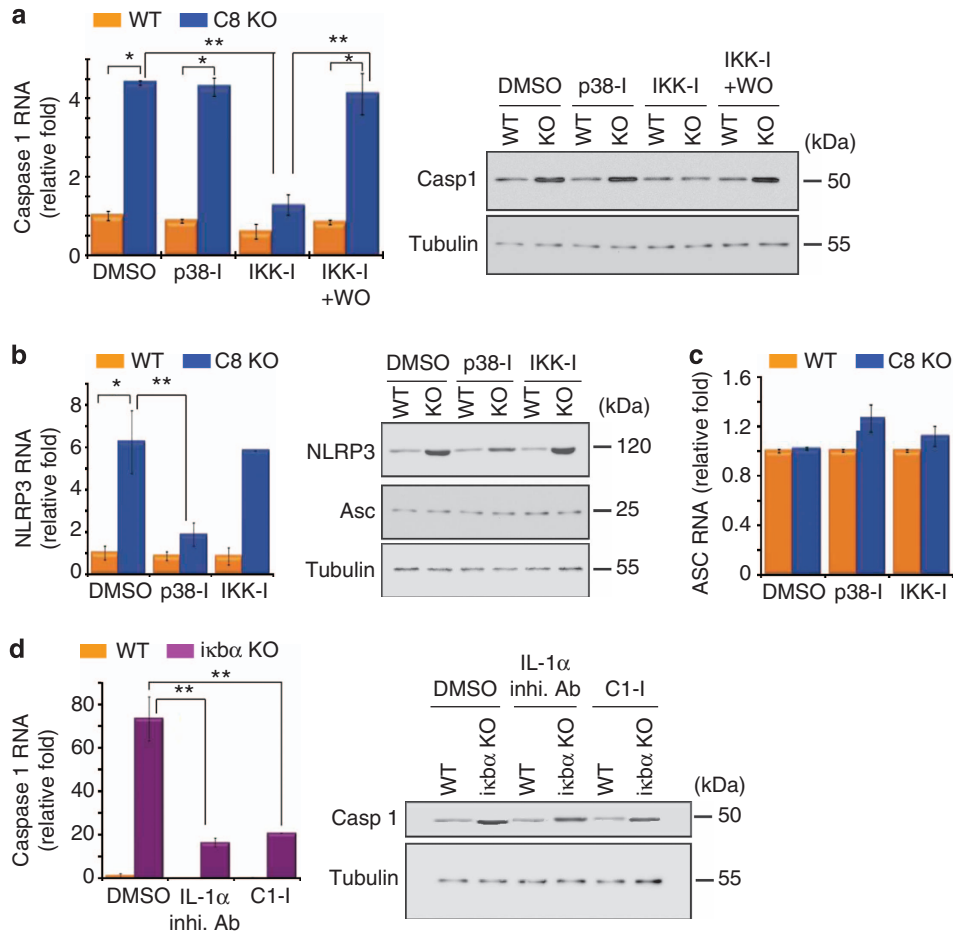 a
WT C8 KO
Caspase 1 RNA
(relative fold)
4
4
0
* ** * ** *
DMSO p38-I IKK-I IKK-I
+WO
DMSO p38-I IKK-I IKK-I
+WO
WT KO WT KO WT KO WT KO
(kDa)
Casp1 50
Tubulin 55
b
WT C8 KO
NLRP3 RNA
(relative fold)
8
6
4
2
0
* **
DMSO p38-I IKK-I
DMSO p38-I IKK-I
WT KO WT KO WT KO
(kDa)
NLRP3 120
Asc 25
Tubulin 55
c
WT C8 KO
ASC RNA (relative fold)
1.6
1.2
0.4
0
DMSO p38-I IKK-I
d
WT iκbα KO
Caspase 1 RNA
(relative fold)
80
60
40
20
0
** **
DMSO IL-1α C1-I
inhi. Ab
IL-1α
DMSO inhi. Ab C1-I
WT iκbα KO WT iκbα KO WT iκbα KO
(kDa)
Casp 1 50
Tubulin 55